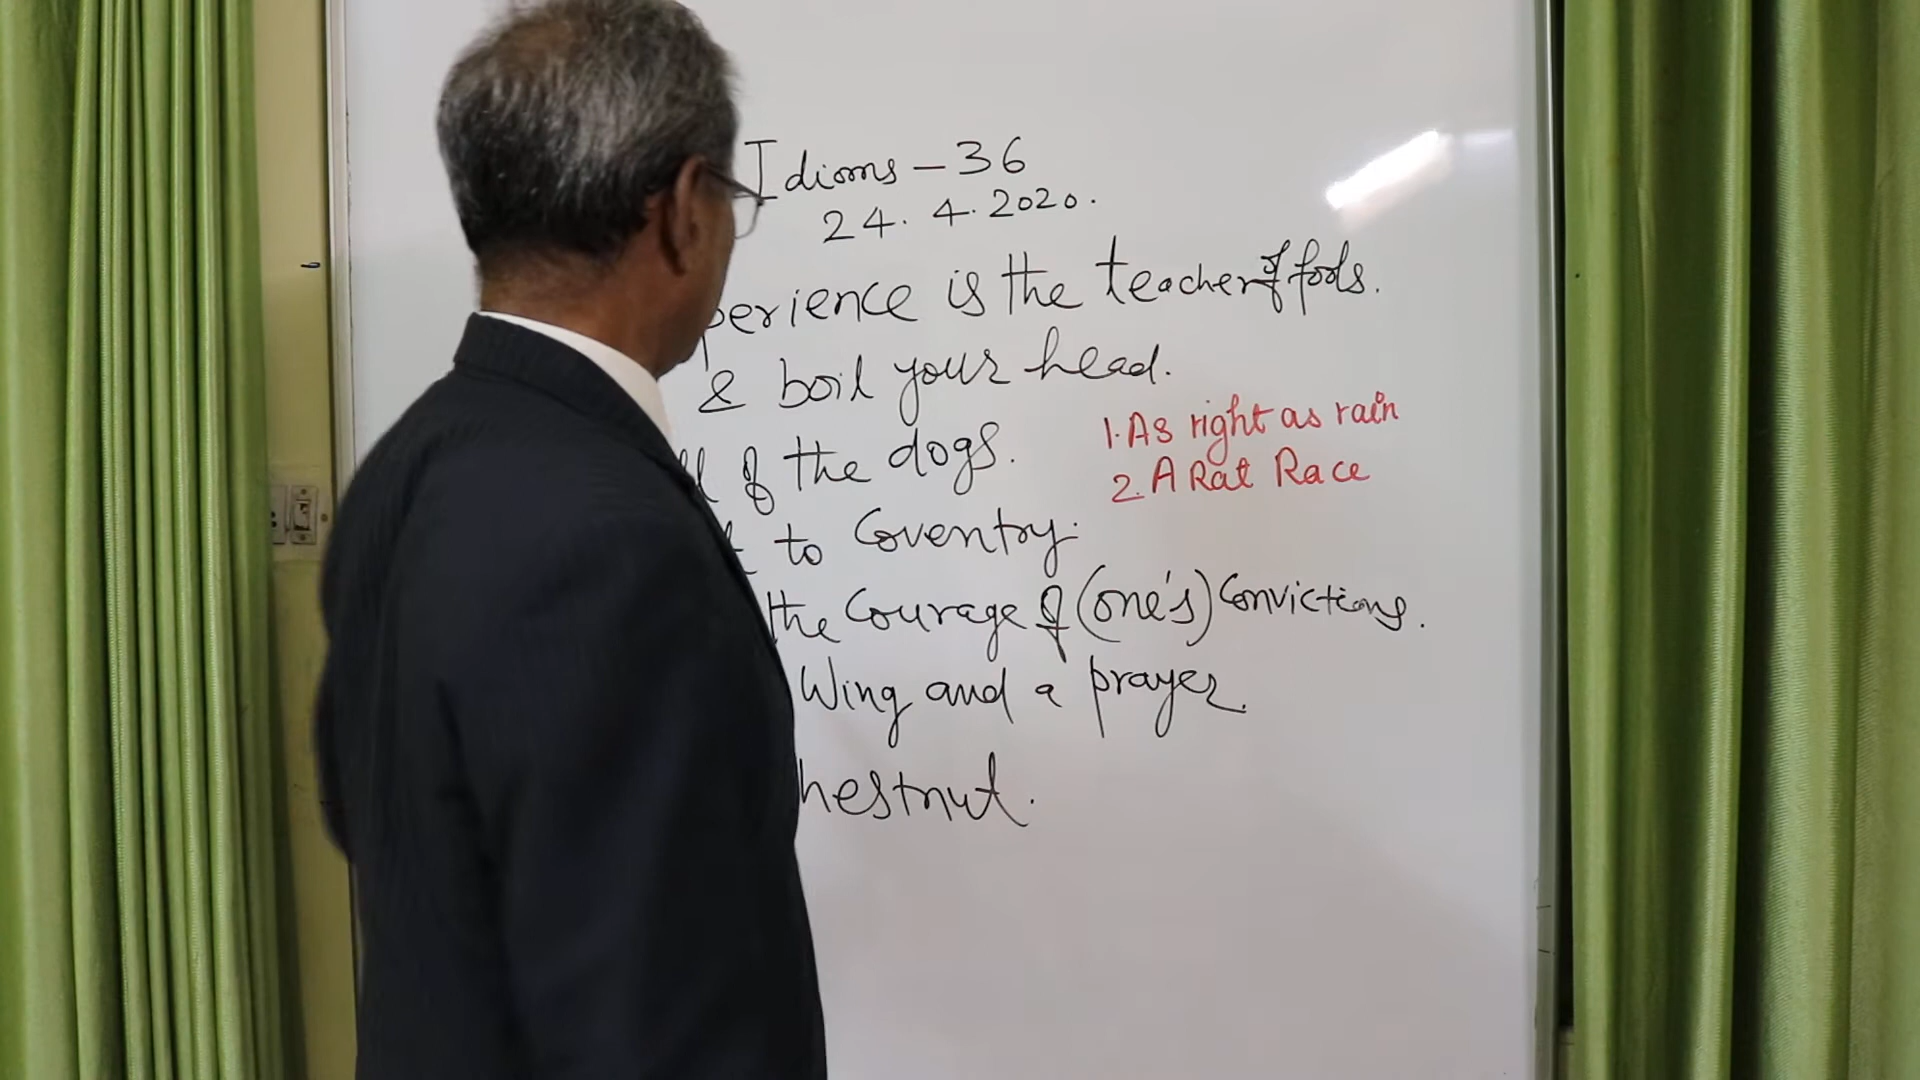 Idioms - 36
24. 4. 2020.
perience is the teacher of fools.
& boil your head.
of the dogs.
1. As right as rain
2. A Rat Race
to Coventry.
the Courage of (one's) Convictions.
Wing and a prayer.
hestnut.